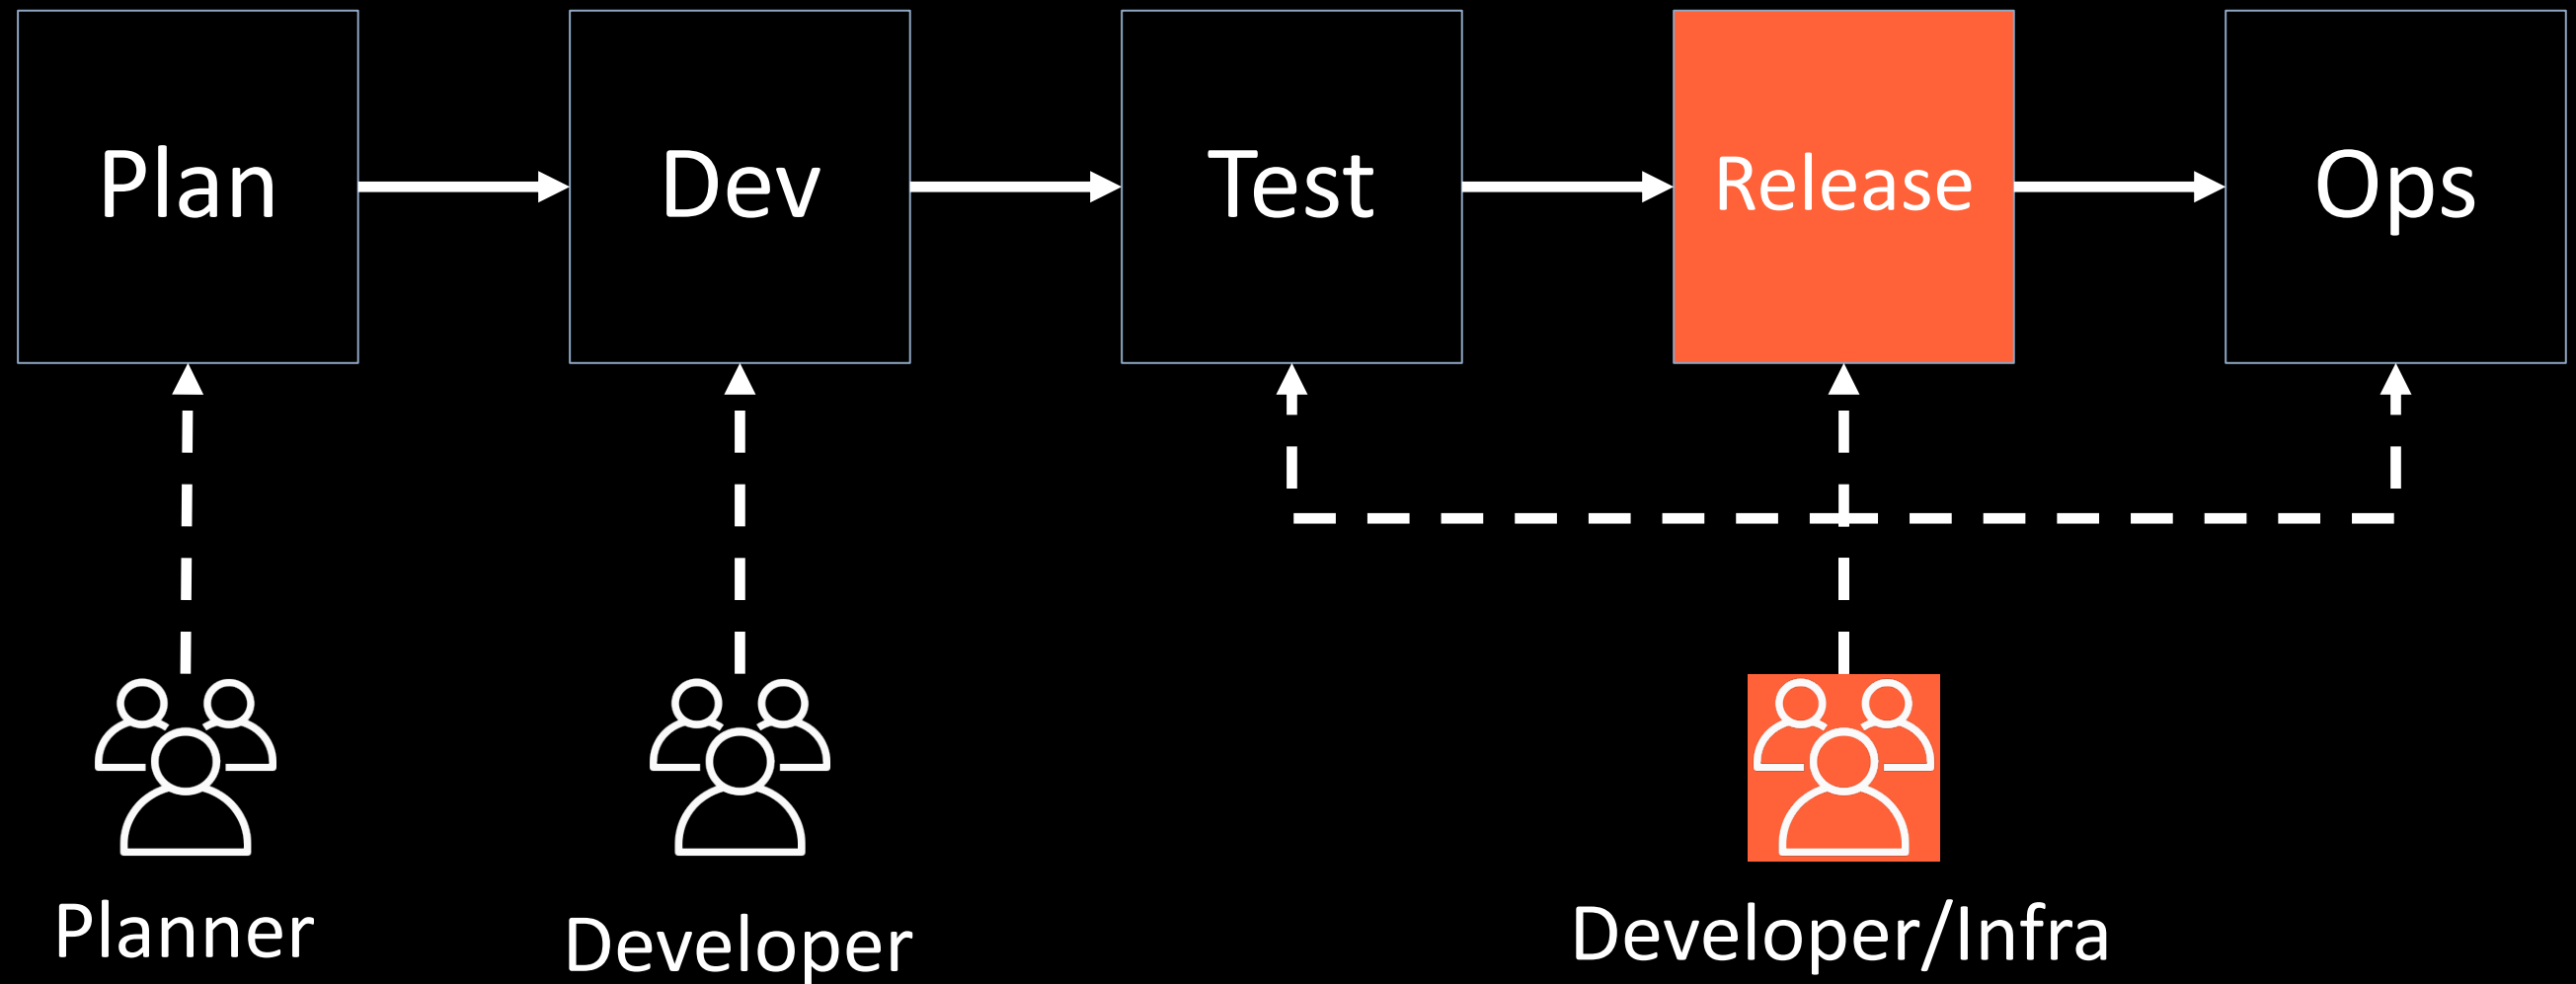 Plan
Dev
Test
Release
Ops
Planner
Developer
Developer/Infra